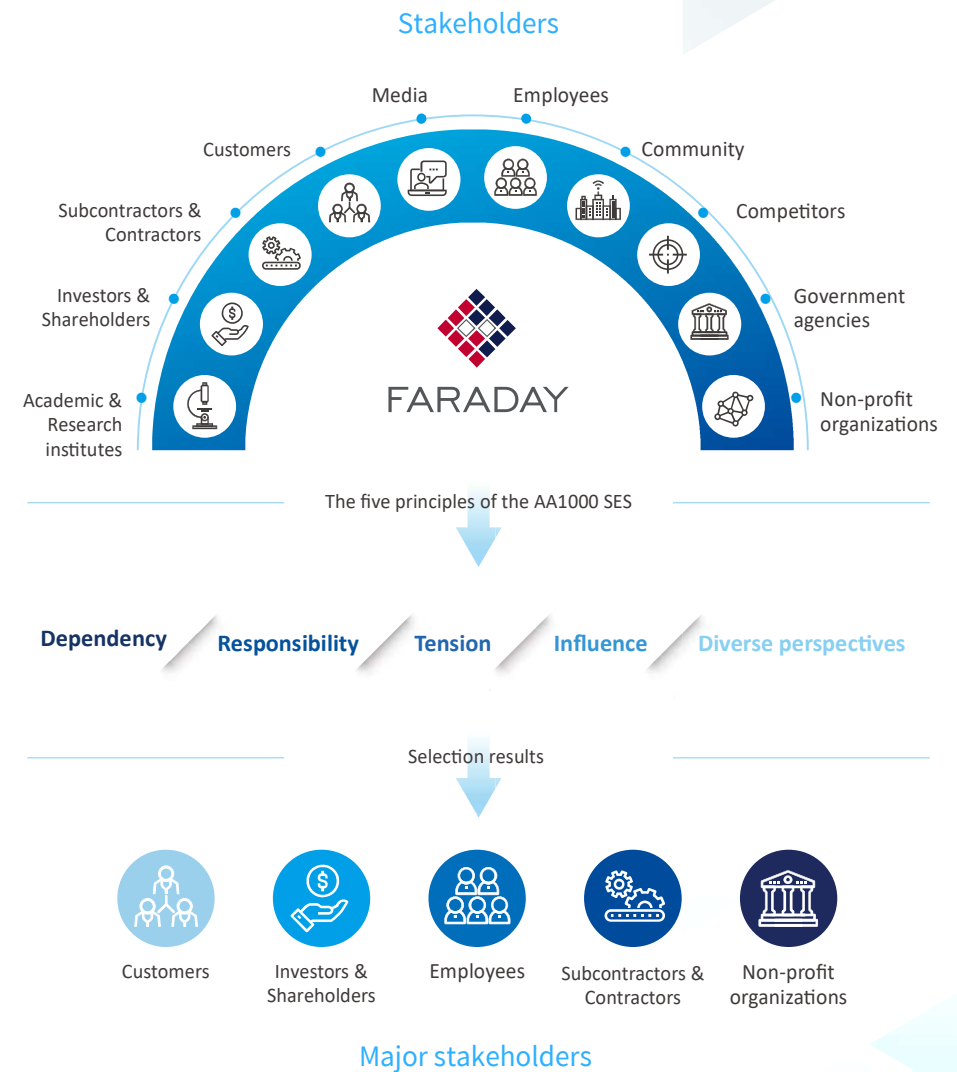 Stakeholders
Media
Employees
Customers
Community
Subcontractors &
Contractors
Competitors
Investors &
Shareholders
Government
agencies
Academic &
Research
institutes
Non-profit
organizations
FARADAY
The five principles of the AA1000 SES
Dependency
Responsibility
Tension
Influence
Diverse perspectives
Selection results
Customers
Investors &
Shareholders
Employees
Subcontractors &
Contractors
Non-profit
organizations
Major stakeholders